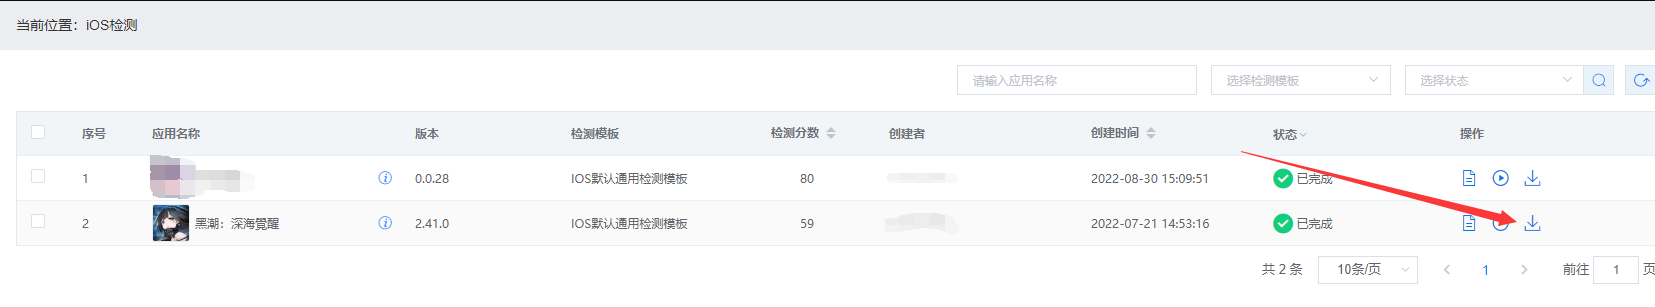 当前位置：iOS检测
请输入应用名称 选择检测模板 选择状态
序号 应用名称 版本 检测模板 检测分数 创建者 创建时间 状态 操作
1 0.0.28 IOS默认通用检测模板 80 2022-08-30 15:09:51 已完成
2 黑潮：深海覺醒 2.41.0 IOS默认通用检测模板 59 2022-07-21 14:53:16 已完成
共 2 条 10条/页 1 前往 1 页